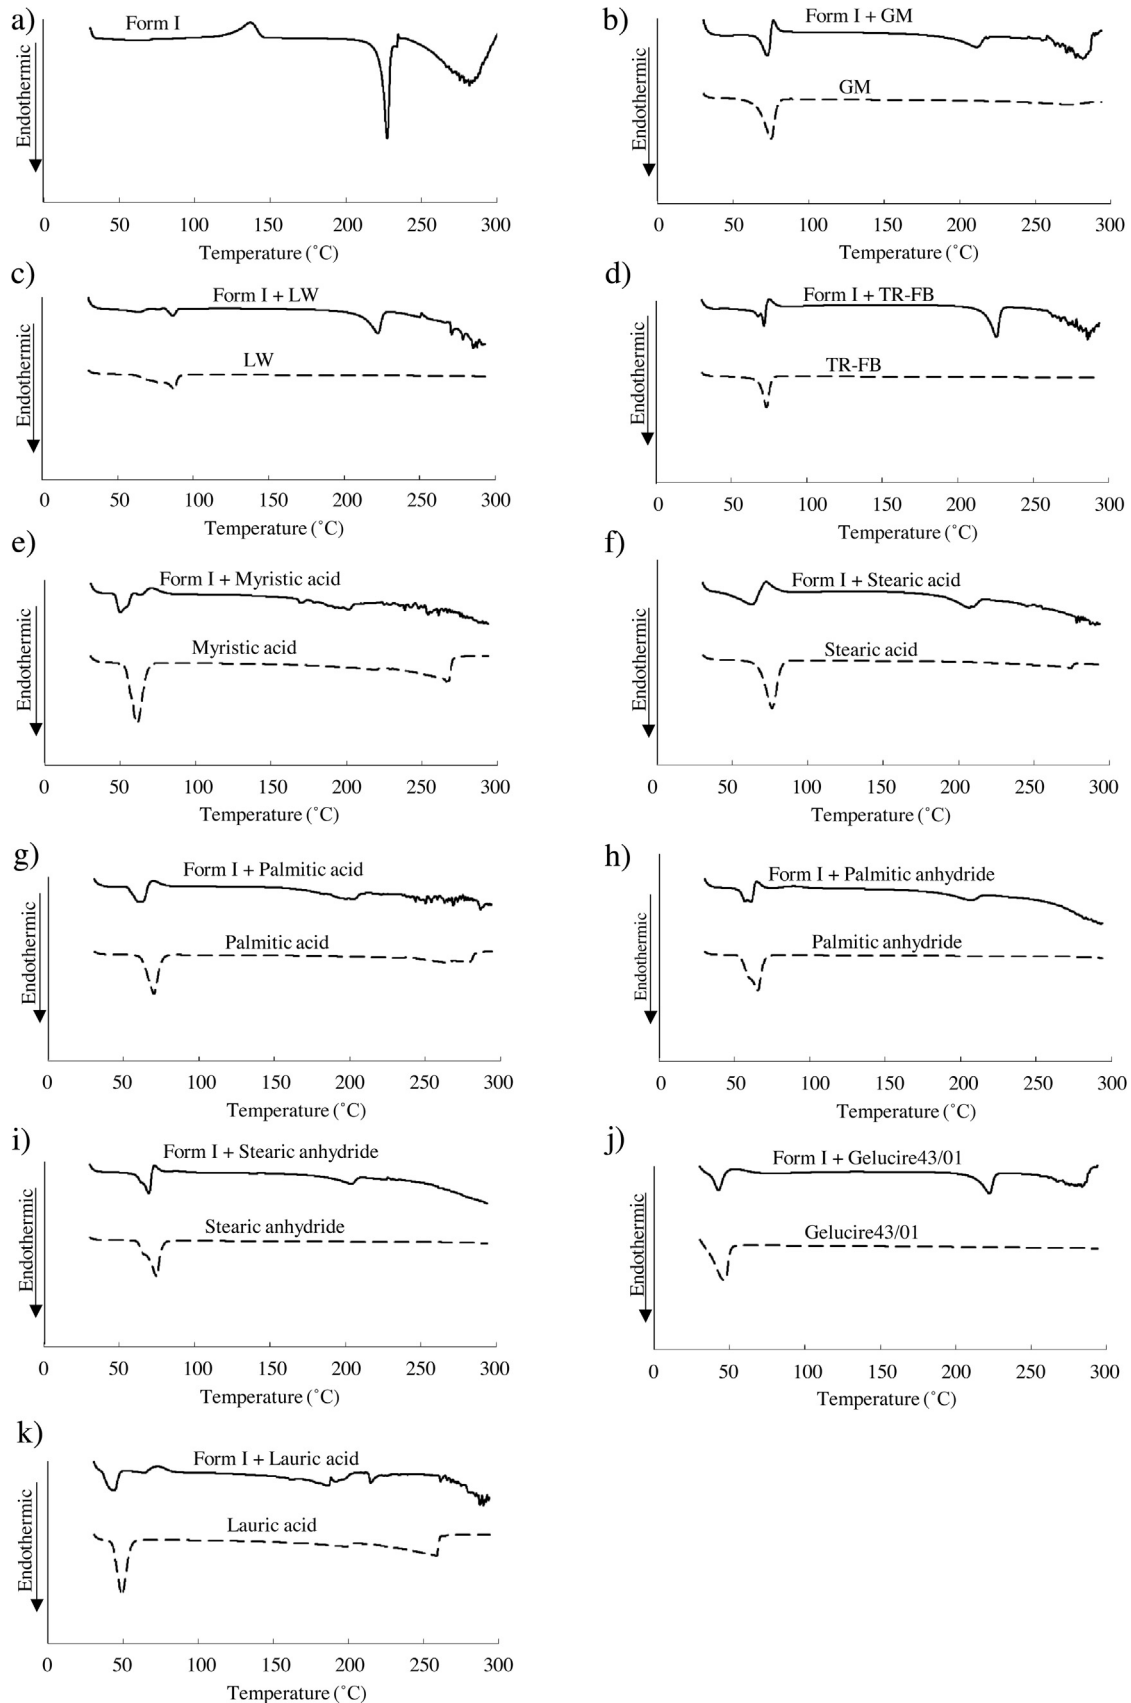 a)
Form I
Endothermic
0 50 100 150 200 250 300
Temperature (˚C)
b)
Form I + GM
GM
Endothermic
0 50 100 150 200 250 300
Temperature (˚C)
c)
Form I + LW
LW
Endothermic
0 50 100 150 200 250 300
Temperature (˚C)
d)
Form I + TR-FB
TR-FB
Endothermic
0 50 100 150 200 250 300
Temperature (˚C)
e)
Form I + Myristic acid
Myristic acid
Endothermic
0 50 100 150 200 250 300
Temperature (˚C)
f)
Form I + Stearic acid
Stearic acid
Endothermic
0 50 100 150 200 250 300
Temperature (˚C)
g)
Form I + Palmitic acid
Palmitic acid
Endothermic
0 50 100 150 200 250 300
Temperature (˚C)
h)
Form I + Palmitic anhydride
Palmitic anhydride
Endothermic
0 50 100 150 200 250 300
Temperature (˚C)
i)
Form I + Stearic anhydride
Stearic anhydride
Endothermic
0 50 100 150 200 250 300
Temperature (˚C)
j)
Form I + Gelucire43/01
Gelucire43/01
Endothermic
0 50 100 150 200 250 300
Temperature (˚C)
k)
Form I + Lauric acid
Lauric acid
Endothermic
0 50 100 150 200 250 300
Temperature (˚C)